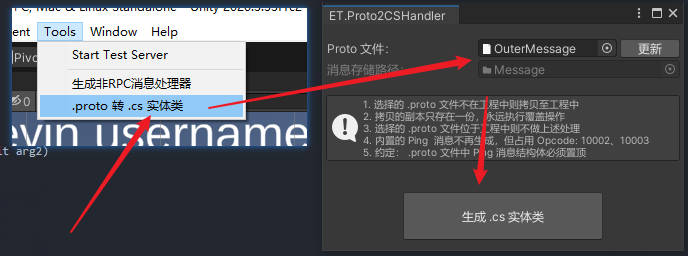 PC, Mac & Linux Standalone - Unity 2020.3.33f1c2
ent Tools Window Help
Start Test Server
生成非RPC消息处理器
.proto 转 .cs 实体类
Pivo
evin username
it arg2)
ET.Proto2CSHandler
Proto 文件： OuterMessage 更新
消息存储路径： Message
1. 选择的 .proto 文件不在工程中则拷贝至工程中
2. 拷贝的副本只存在一份，永远执行覆盖操作
3. 选择的 .proto 文件位于工程中则不做上述处理
4. 内置的 Ping 消息不再生成，但占用 Opcode: 10002、10003
5. 约定： .proto 文件中 Ping 消息结构体必须置顶
生成 .cs 实体类